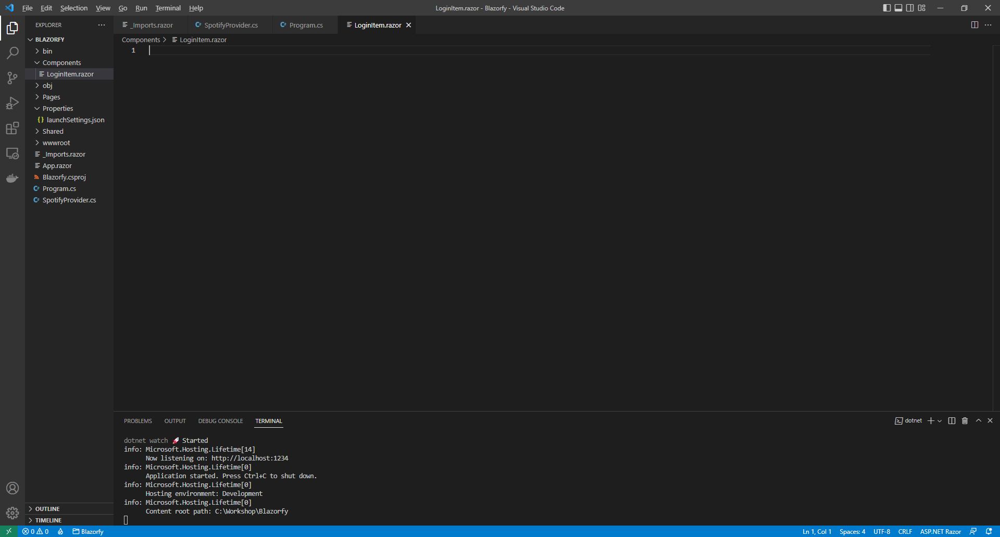 File Edit Selection View Go Run Terminal Help
LoginItem.razor - Blazorfy - Visual Studio Code
EXPLORER
BLAZORFY
bin
Components
LoginItem.razor
obj
Pages
Properties
launchSettings.json
Shared
wwwroot
_Imports.razor
App.razor
Blazorfy.csproj
Program.cs
SpotifyProvider.cs
OUTLINE
TIMELINE
_Imports.razor SpotifyProvider.cs Program.cs LoginItem.razor
Components > LoginItem.razor
1
PROBLEMS OUTPUT DEBUG CONSOLE TERMINAL
dotnet
dotnet watch 🚀 Started
info: Microsoft.Hosting.Lifetime[14]
Now listening on: http://localhost:1234
info: Microsoft.Hosting.Lifetime[0]
Application started. Press Ctrl+C to shut down.
info: Microsoft.Hosting.Lifetime[0]
Hosting environment: Development
info: Microsoft.Hosting.Lifetime[0]
Content root path: C:\Workshop\Blazorfy
0 0 Blazorfy
Ln 1, Col 1 Spaces: 4 UTF-8 CRLF ASP.NET Razor